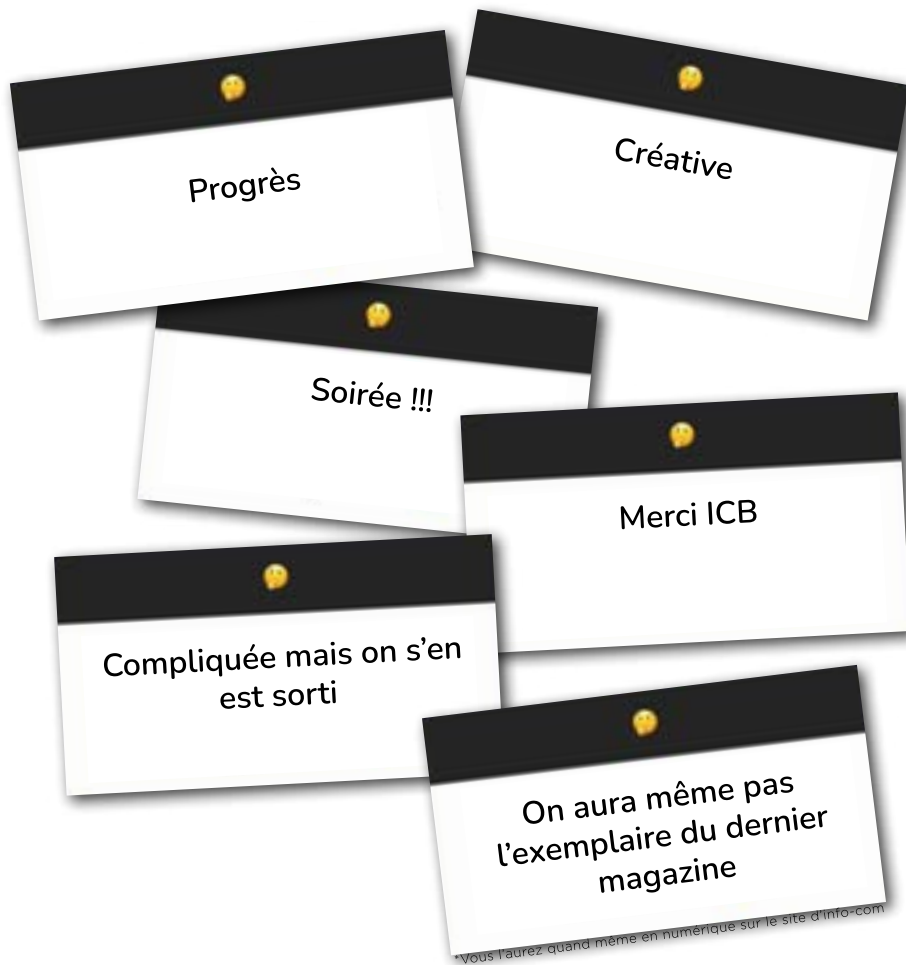 Progrès
Créative
Soirée !!!
Merci ICB
Compliquée mais on s'en
est sorti
On aura même pas
l'exemplaire du dernier
magazine
*Vous l'aurez quand même en numérique sur le site d'info-com